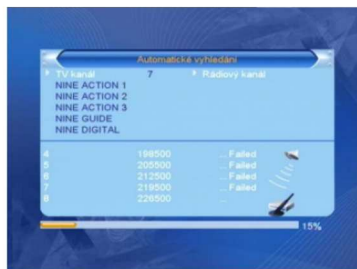 Automatické vyhledání
TV kanál 7 Rádiový kanál
NINE ACTION 1
NINE ACTION 2
NINE ACTION 3
NINE GUIDE
NINE DIGITAL
4 198500 ... Failed
5 205500 ... Failed
6 212500 ... Failed
7 219500 ... Failed
8 226500 ...
15%